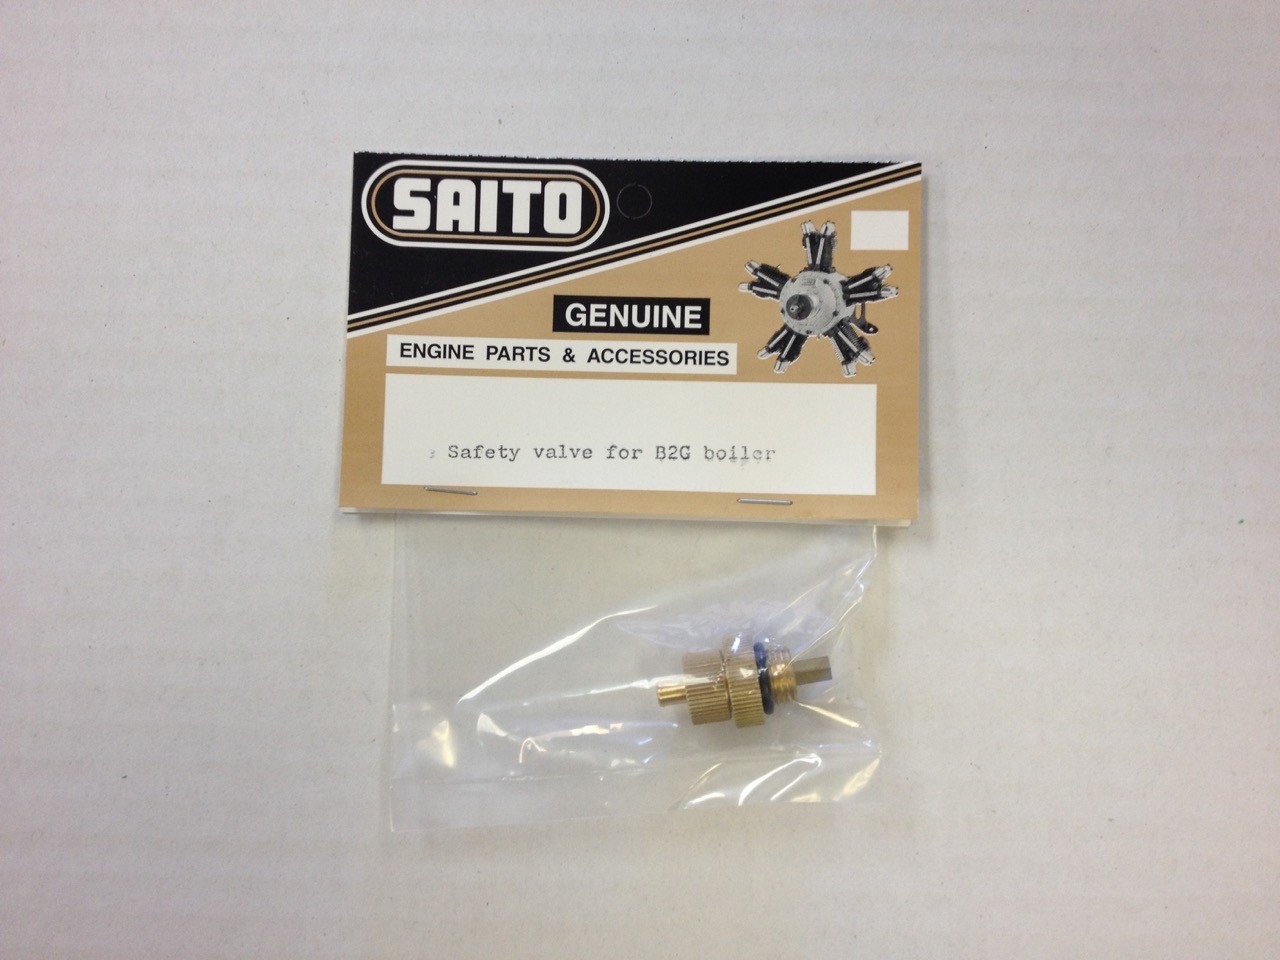 SAITO
GENUINE
ENGINE PARTS & ACCESSORIES
Safety valve for B2G boiler